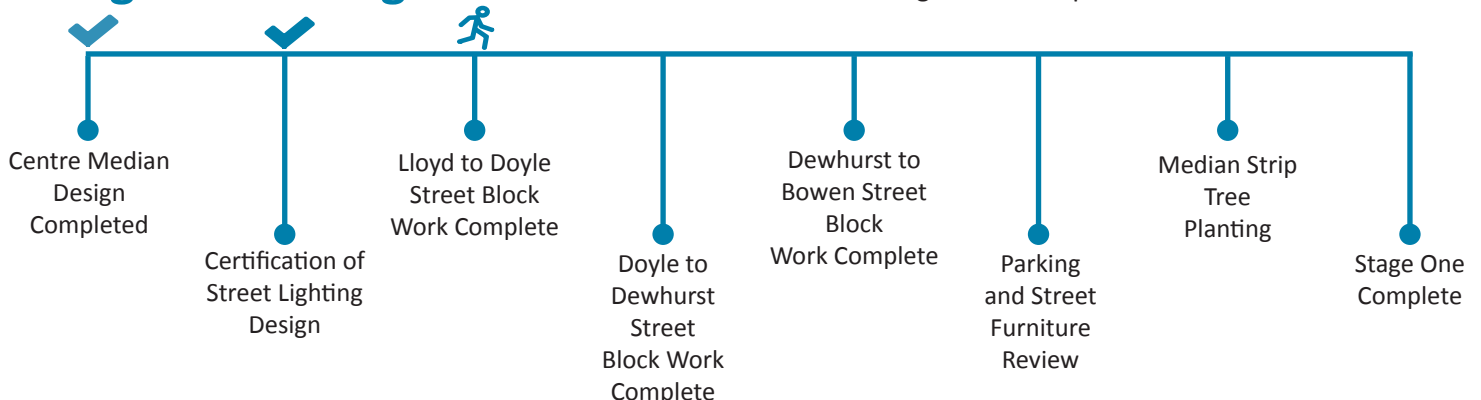 Centre Median
Design
Completed
Certification of
Street Lighting
Design
Lloyd to Doyle
Street Block
Work Complete
Doyle to
Dewhurst
Street
Block Work
Complete
Dewhurst to
Bowen Street
Block
Work Complete
Parking
and Street
Furniture
Review
Median Strip
Tree
Planting
Stage One
Complete